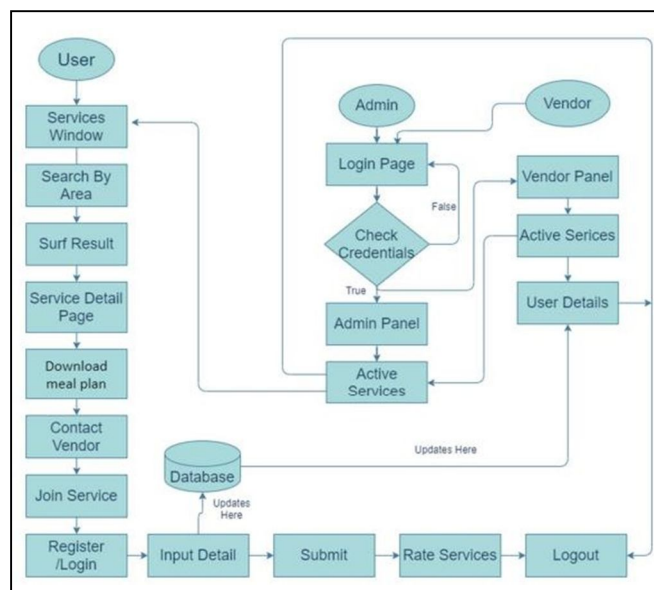 User
Services
Window
Search By
Area
Surf Result
Service Detail
Page
Download
meal plan
Contact
Vendor
Join Service
Register
/Login
Input Detail
Submit
Rate Services
Logout
Database
Updates
Here
Updates Here
Admin
Vendor
Login Page
False
Check
Credentials
True
Admin Panel
Active
Services
Vendor Panel
Active Serices
User Details